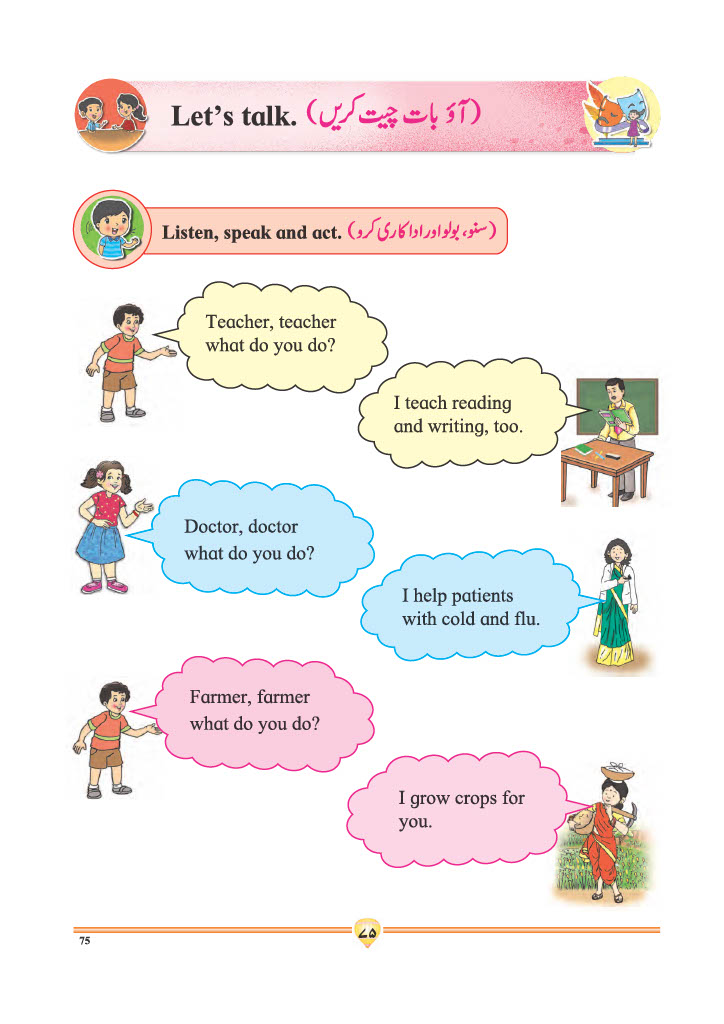 Let's talk. (آؤ بات چیت کریں)
Listen, speak and act. (سنو، بولو اور اداکاری کرو)
Teacher, teacher
what do you do?
I teach reading
and writing, too.
Doctor, doctor
what do you do?
I help patients
with cold and flu.
Farmer, farmer
what do you do?
I grow crops for
you.
۷۵
75